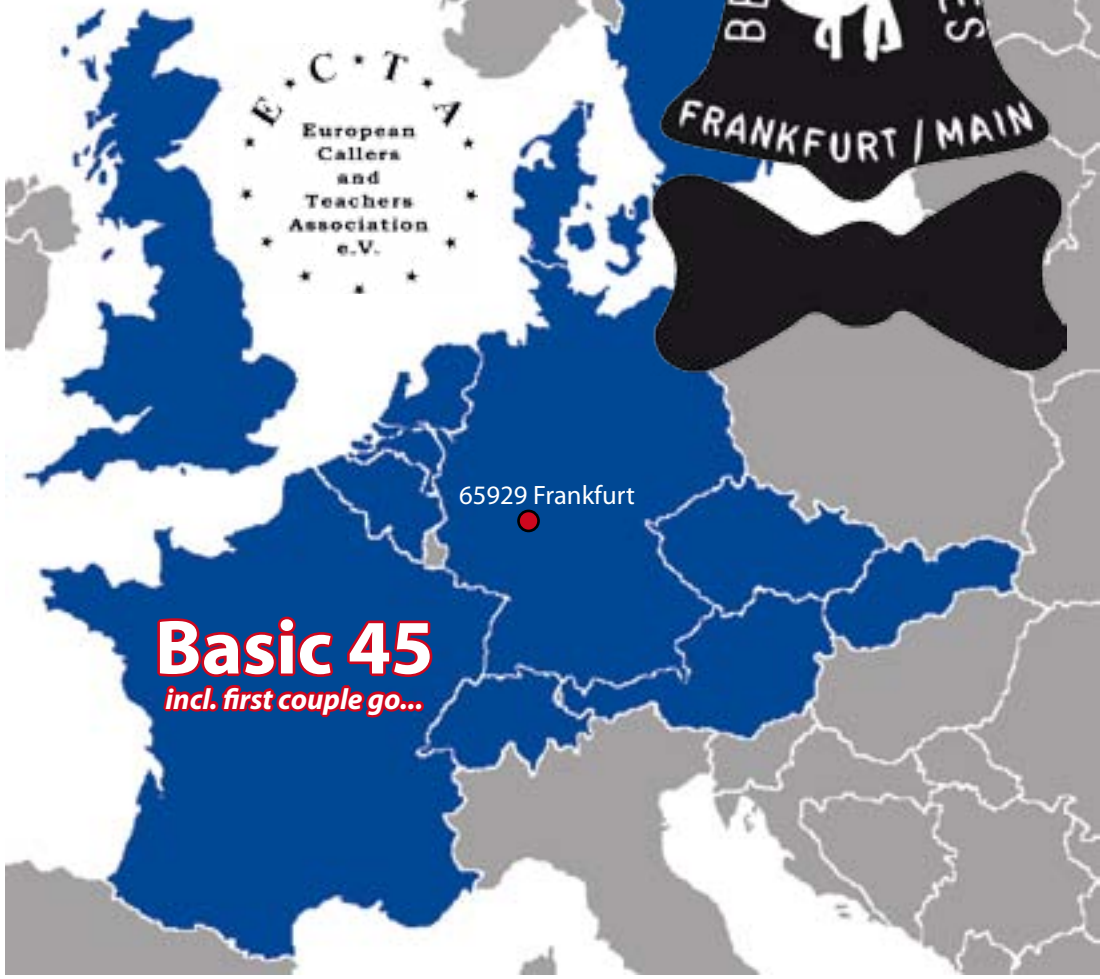 E · C · T · A
European
Callers
and
Teachers
Association
e.V.
FRANKFURT / MAIN
65929 Frankfurt
Basic 45
incl. first couple go...